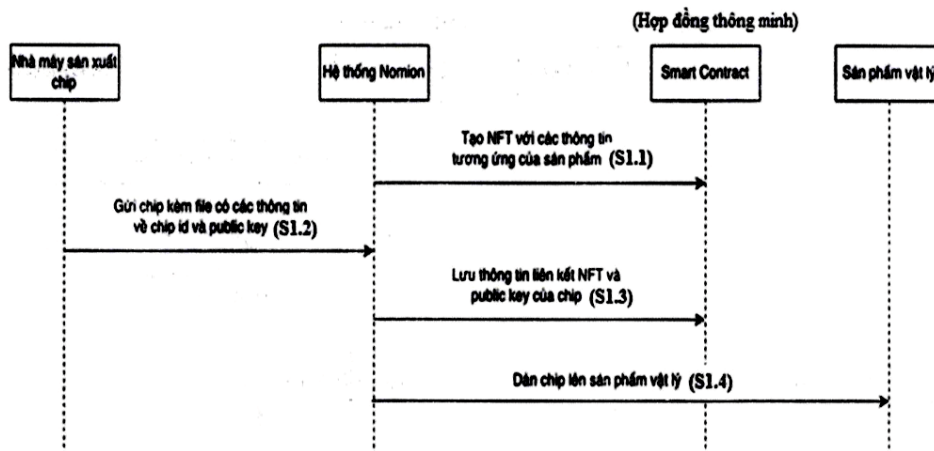 (Hợp đồng thông minh)
Nhà máy sản xuất
chip
Hệ thống Nomion
Smart Contract
Sản phẩm vật lý
Tạo NFT với các thông tin
tương ứng của sản phẩm (S1.1)
Gửi chip kèm file có các thông tin
về chip id và public key (S1.2)
Lưu thông tin liên kết NFT và
public key của chip (S1.3)
Dán chip lên sản phẩm vật lý (S1.4)